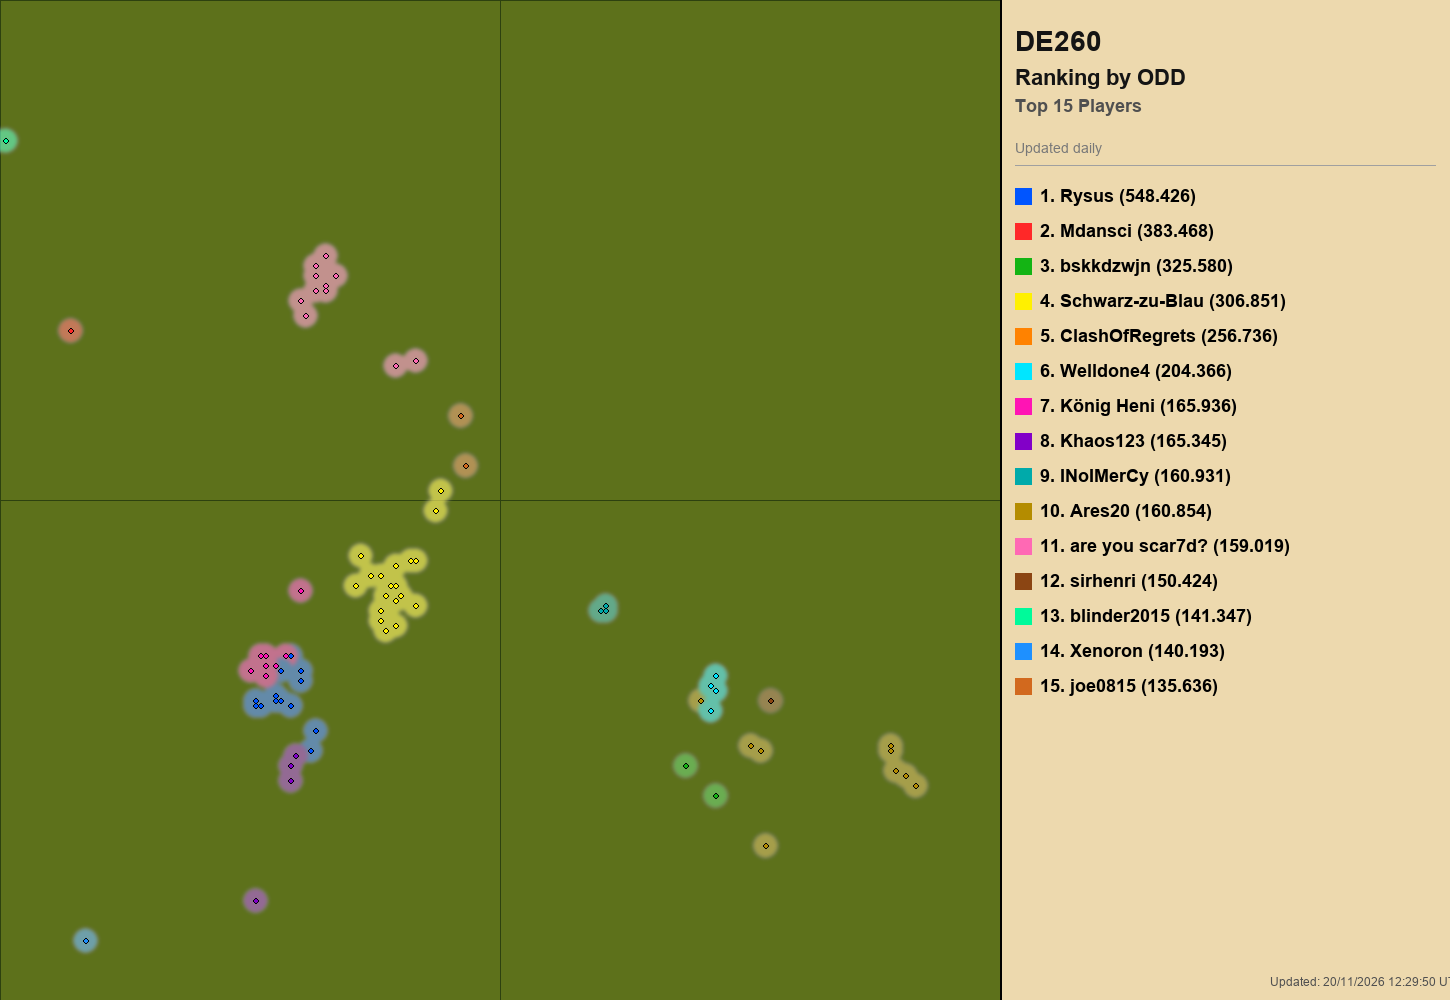 DE260
Ranking by ODD
Top 15 Players
Updated daily
1. Rysus (548.426)
2. Mdansci (383.468)
3. bskkdzwjn (325.580)
4. Schwarz-zu-Blau (306.851)
5. ClashOfRegrets (256.736)
6. Welldone4 (204.366)
7. König Heni (165.936)
8. Khaos123 (165.345)
9. INoIMerCy (160.931)
10. Ares20 (160.854)
11. are you scar7d? (159.019)
12. sirhenri (150.424)
13. blinder2015 (141.347)
14. Xenoron (140.193)
15. joe0815 (135.636)
Updated: 20/11/2026 12:29:50